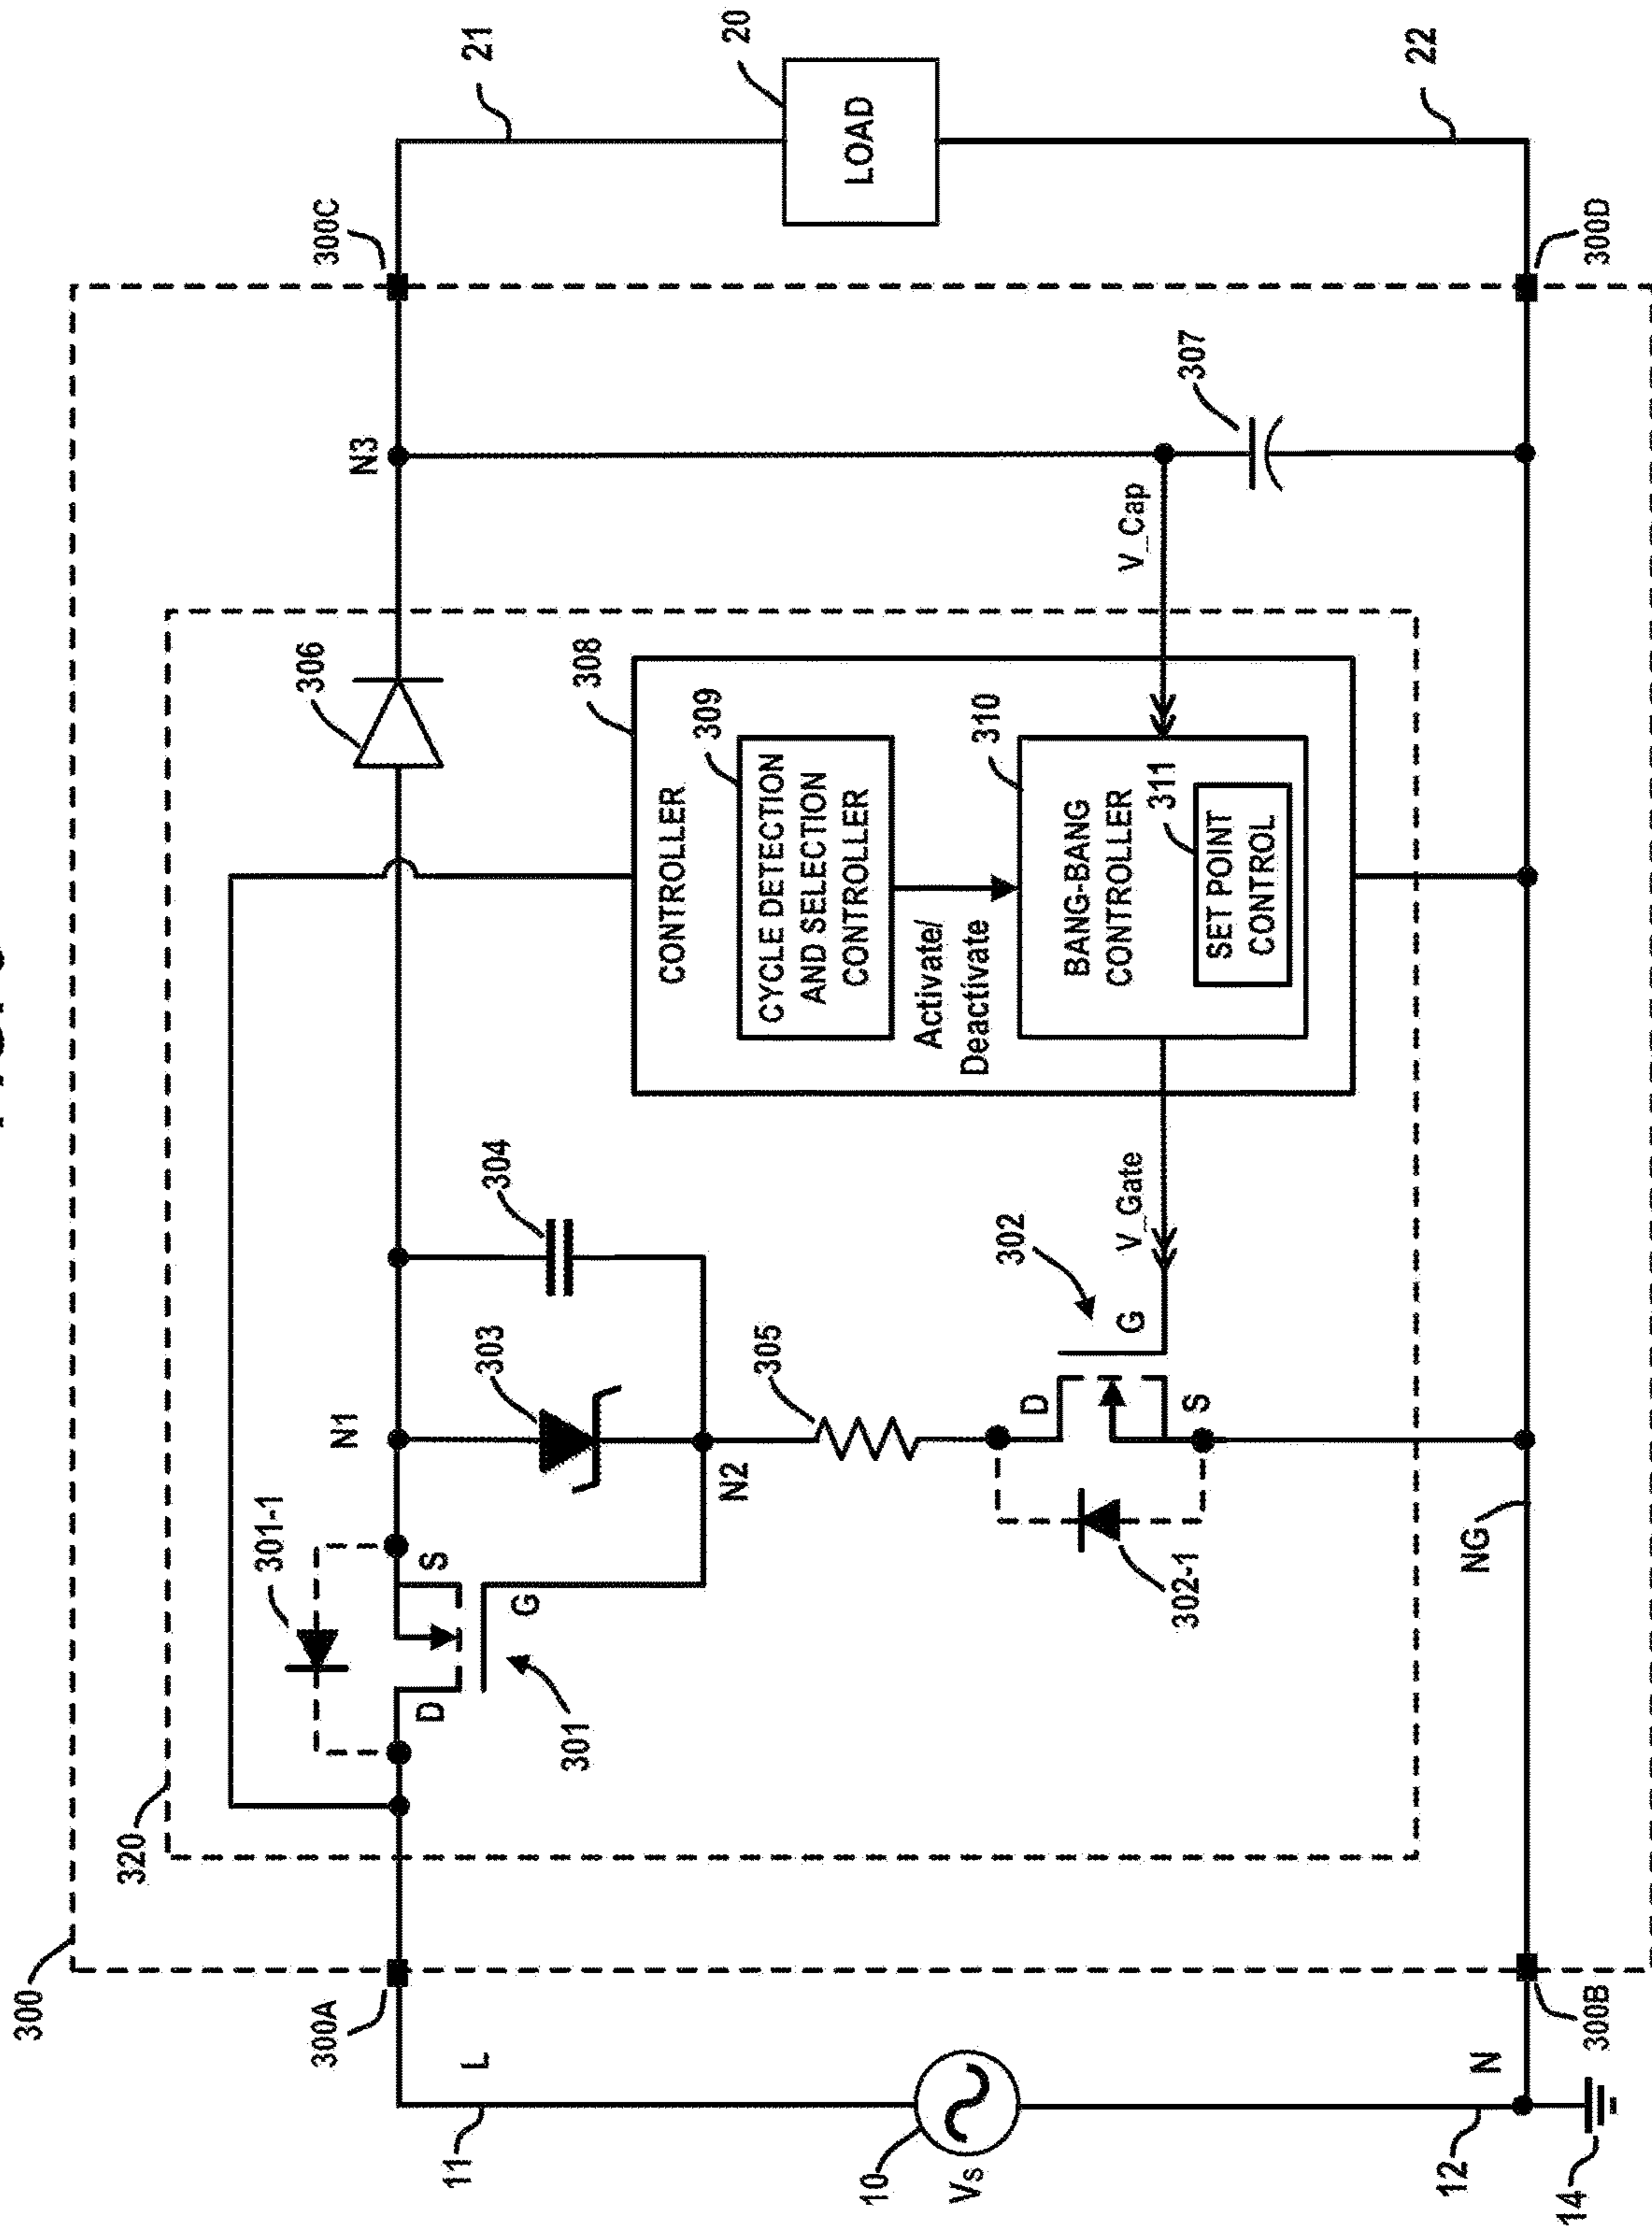 300
320
301-1
300A
N1
306
N3
300C
11
L
D
S
21
G
303
304
301
308
CONTROLLER
309
N2
20
305
CYCLE DETECTION
AND SELECTION
CONTROLLER
LOAD
10
Vs
Activate/
Deactivate
310
302
D
G
BANG-BANG
CONTROLLER
V_Gate
V_Cap
311
302-1
S
307
SET POINT
CONTROL
12
N
NG
22
14
300B
300D